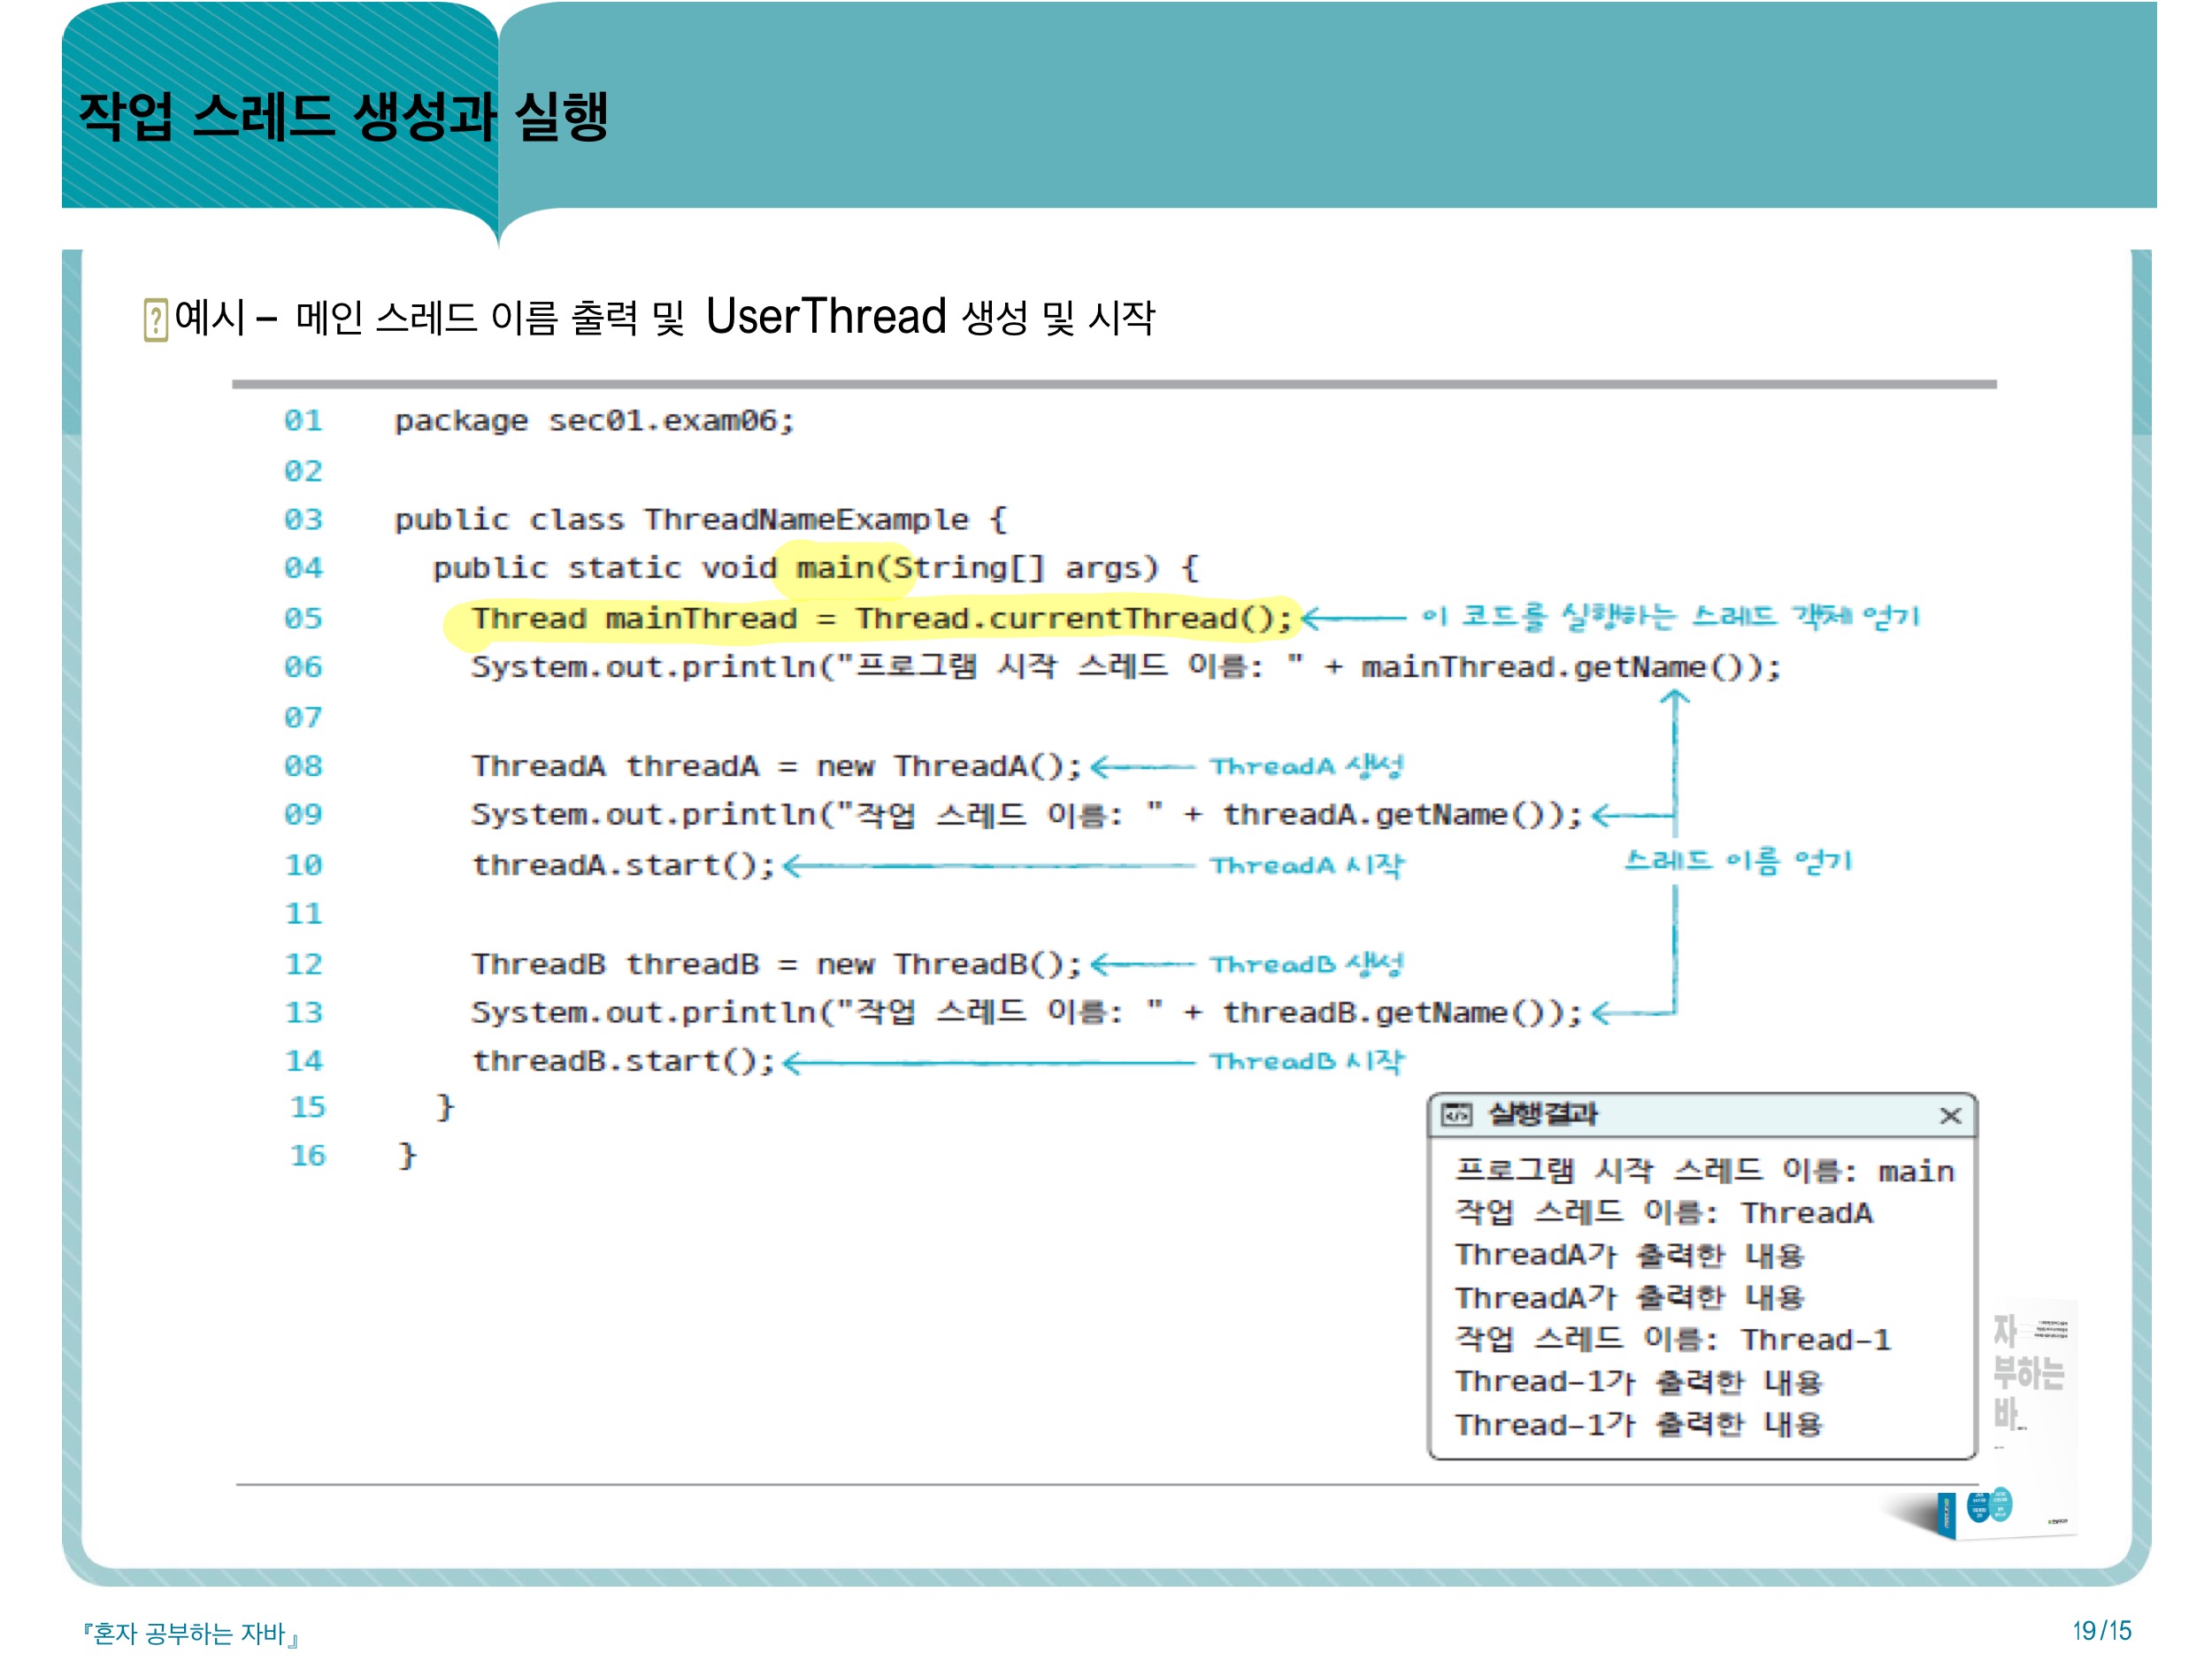 작업 스레드 생성과 실행
예시 – 메인 스레드 이름 출력 및 UserThread 생성 및 시작
01 package sec01.exam06;
02
03 public class ThreadNameExample {
04 public static void main(String[] args) {
05 Thread mainThread = Thread.currentThread(); ← 이 코드를 실행하는 스레드 객체 얻기
06 System.out.println("프로그램 시작 스레드 이름: " + mainThread.getName());
07
08 ThreadA threadA = new ThreadA(); ← ThreadA 생성
09 System.out.println("작업 스레드 이름: " + threadA.getName());
10 threadA.start(); ← ThreadA 시작
스레드 이름 얻기
11
12 ThreadB threadB = new ThreadB(); ← ThreadB 생성
13 System.out.println("작업 스레드 이름: " + threadB.getName());
14 threadB.start(); ← ThreadB 시작
15 }
16 }
실행결과
프로그램 시작 스레드 이름: main
작업 스레드 이름: ThreadA
ThreadA가 출력한 내용
ThreadA가 출력한 내용
작업 스레드 이름: Thread-1
Thread-1가 출력한 내용
Thread-1가 출력한 내용
자
부하는
바
『혼자 공부하는 자바』
19/15